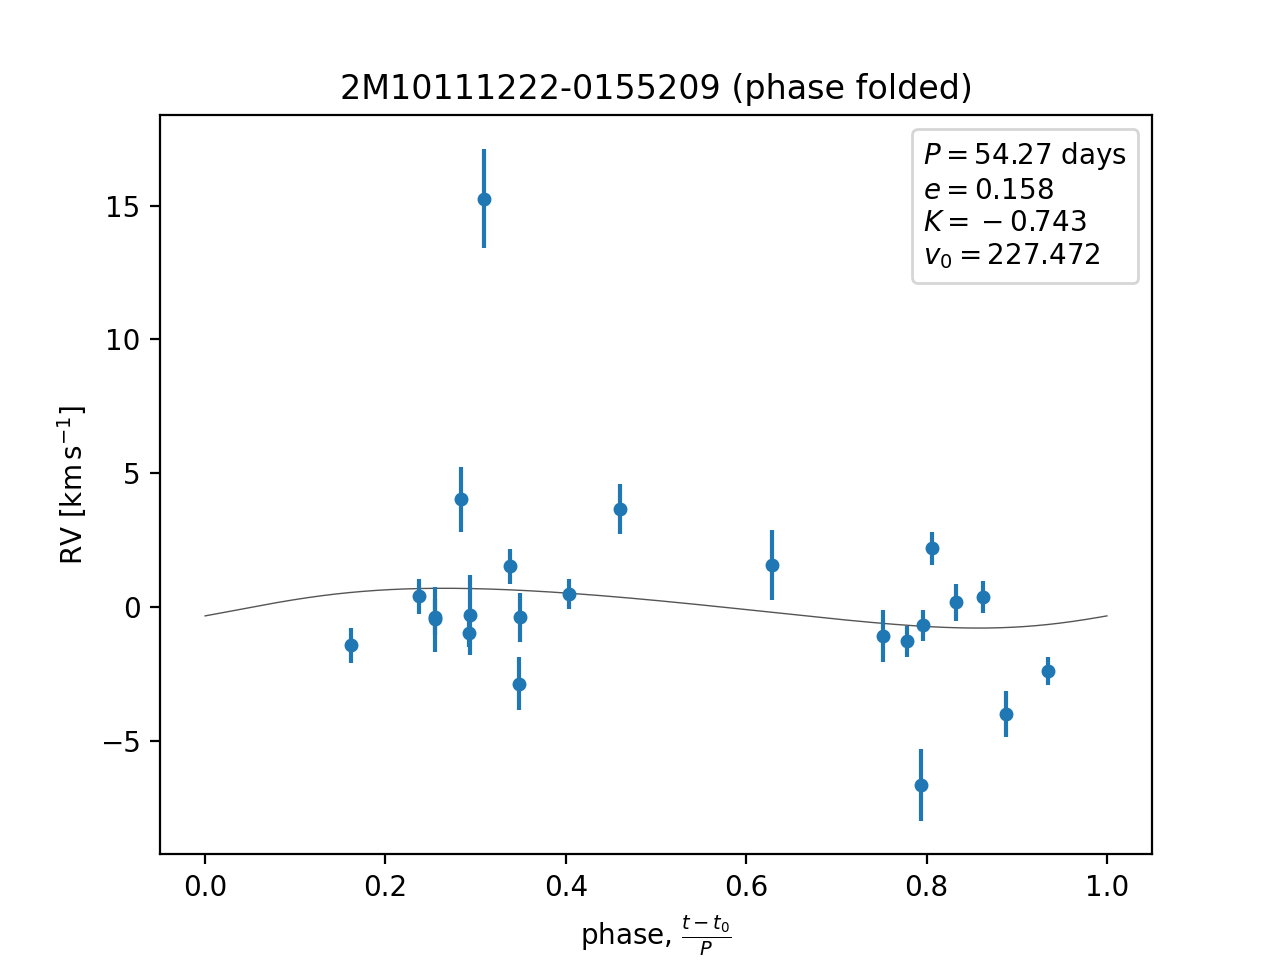 2M10111222-0155209 (phase folded)
P = 54.27 days
e = 0.158
K = −0.743
v₀ = 227.472
15
10
5
0
−5
RV [km s⁻¹]
0.0 0.2 0.4 0.6 0.8 1.0
phase, (t − t₀)/P